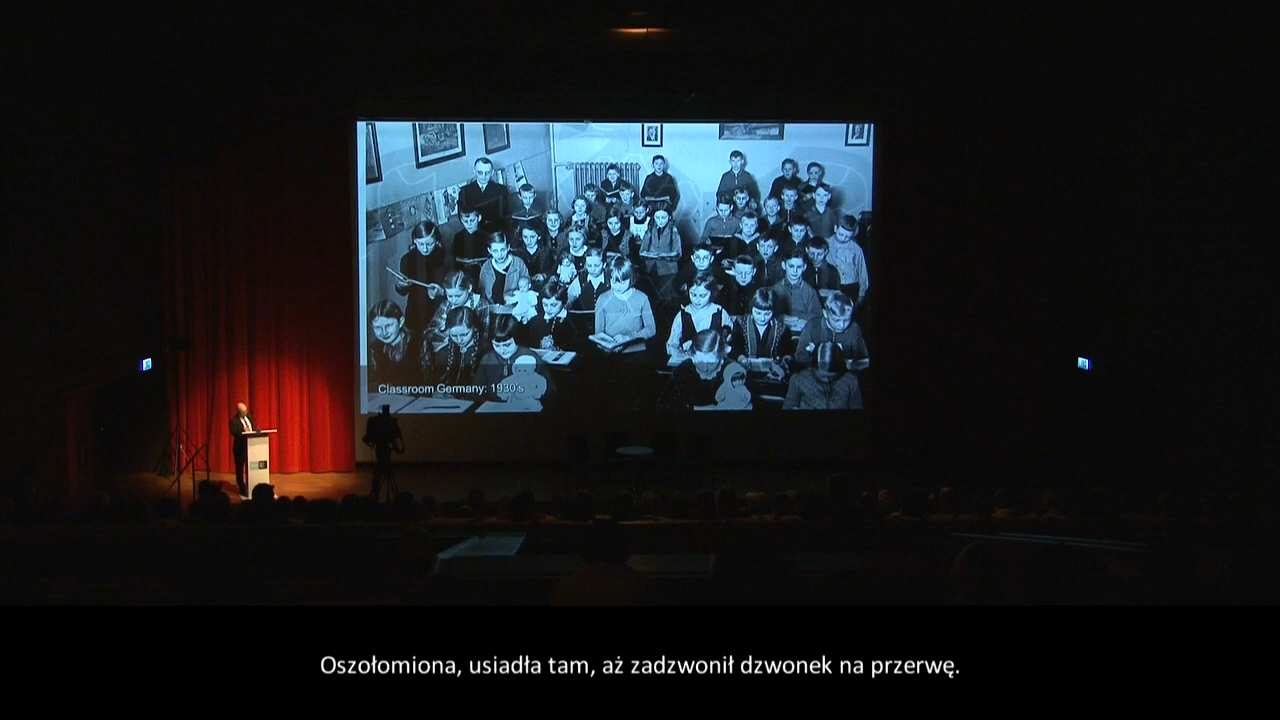 Classroom Germany: 1930's
Oszołomiona, usiadła tam, aż zadzwonił dzwonek na przerwę.